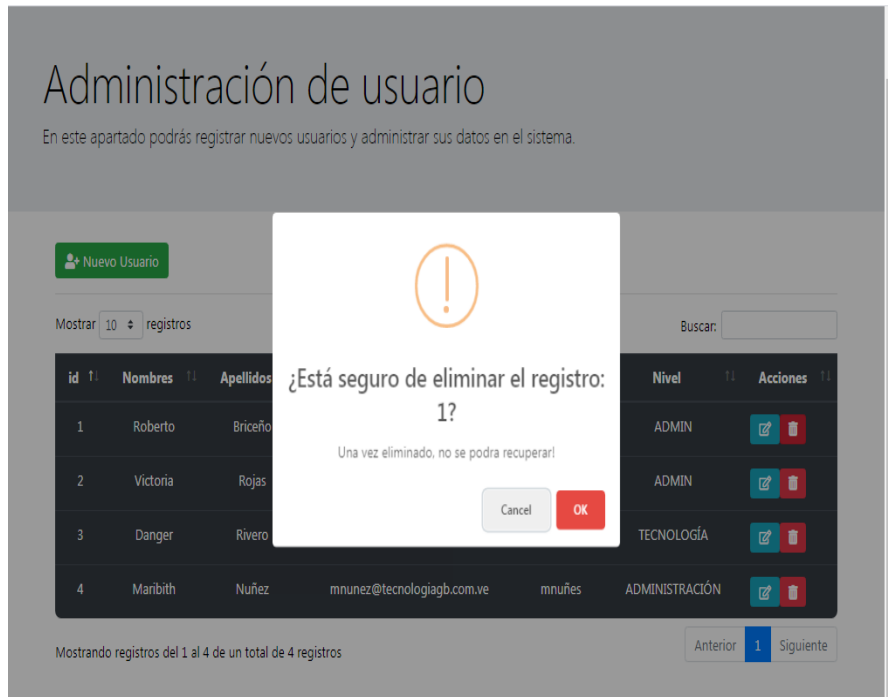 Administración de usuario
En este apartado podrás registrar nuevos usuarios y administrar sus datos en el sistema.
Nuevo Usuario
Mostrar 10 registros
Buscar:
id Nombres Apellidos Nivel Acciones
1 Roberto Briceño ADMIN
2 Victoria Rojas ADMIN
3 Danger Rivero TECNOLOGÍA
4 Maribith Nuñez mnunez@tecnologiagb.com.ve mnuñes ADMINISTRACIÓN
¿Está seguro de eliminar el registro:
1?
Una vez eliminado, no se podra recuperar!
Cancel OK
Mostrando registros del 1 al 4 de un total de 4 registros
Anterior 1 Siguiente